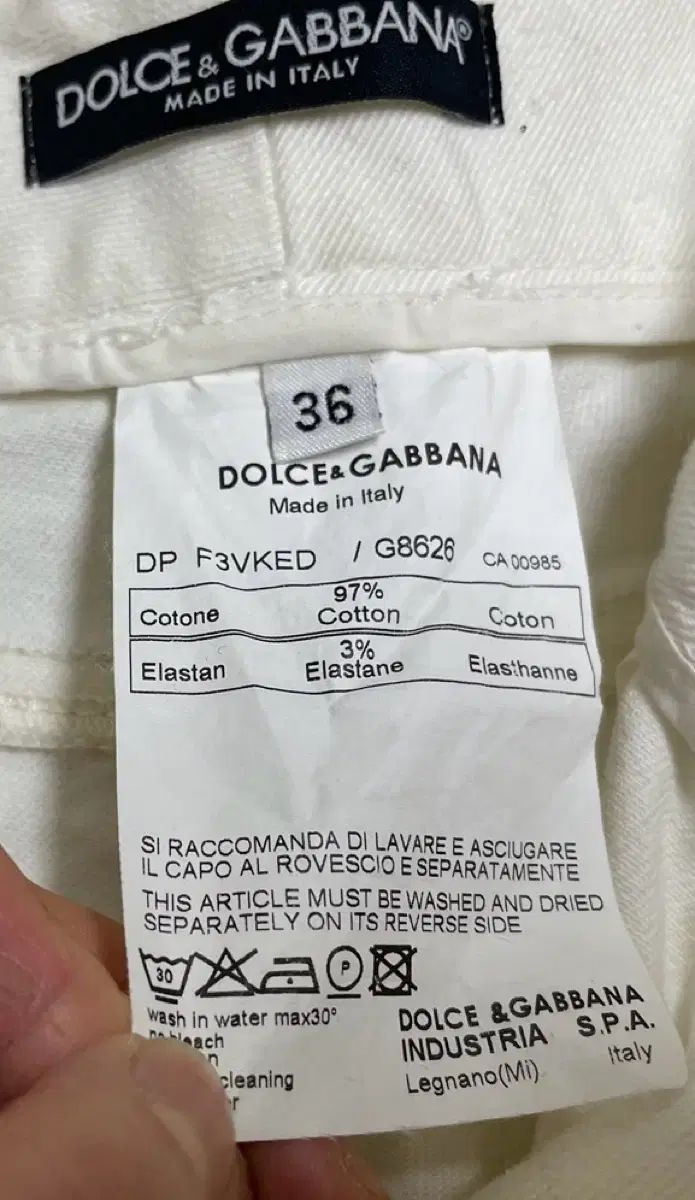 DOLCE & GABBANA®
MADE IN ITALY
36
DOLCE&GABBANA
Made in Italy
DP F3VKED / G8626 CA00985
97%
Cotone Cotton Coton
3%
Elastan Elastane Elasthanne
SI RACCOMANDA DI LAVARE E ASCIUGARE
IL CAPO AL ROVESCIO E SEPARATAMENTE
THIS ARTICLE MUST BE WASHED AND DRIED
SEPARATELY ON ITS REVERSE SIDE
30 P
wash in water max30°
cleaning
DOLCE &GABBANA
INDUSTRIA S.P.A.
Legnano(Mi) Italy